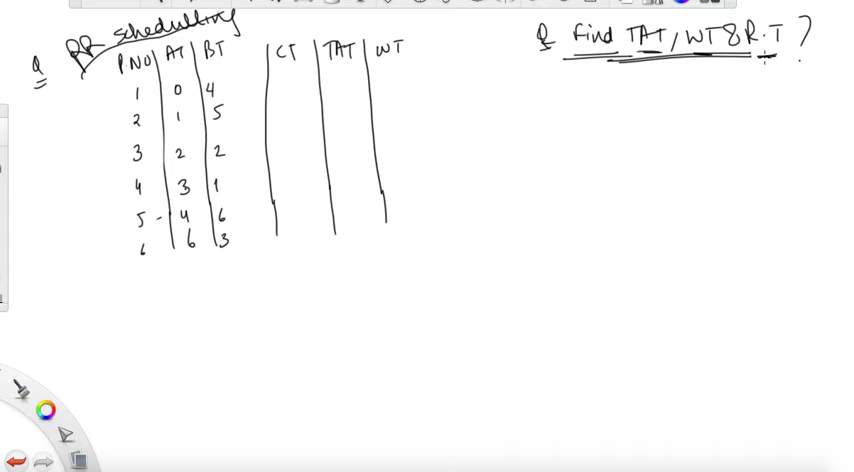 RR schedulling
Q Find TAT, WT & R.T ?
Q P.NO AT BT CT TAT WT
1 0 4
2 1 5
3 2 2
4 3 1
5 - 4 6
6 6 3